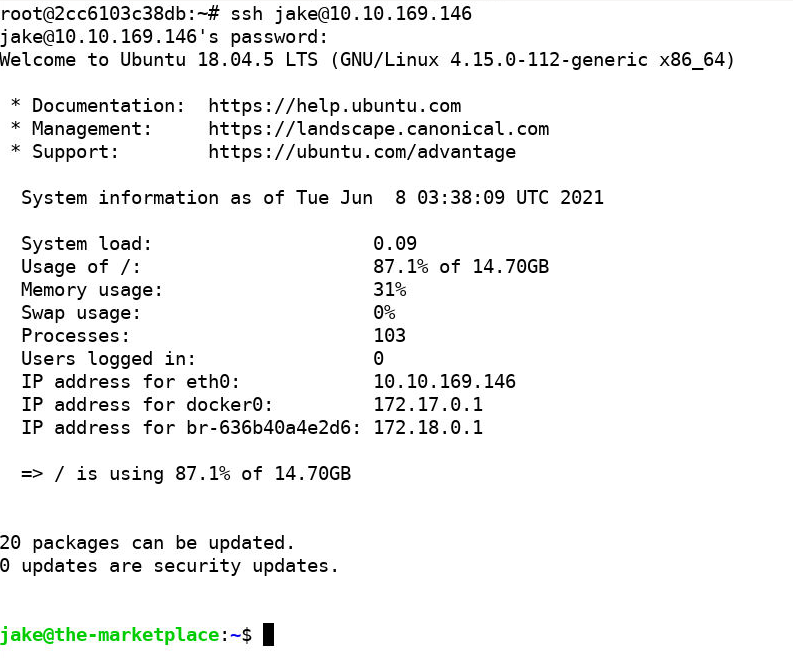 root@2cc6103c38db:~# ssh jake@10.10.169.146
jake@10.10.169.146's password:
Welcome to Ubuntu 18.04.5 LTS (GNU/Linux 4.15.0-112-generic x86_64)
* Documentation:  https://help.ubuntu.com
* Management:     https://landscape.canonical.com
* Support:        https://ubuntu.com/advantage
System information as of Tue Jun  8 03:38:09 UTC 2021
System load:                    0.09
Usage of /:                     87.1% of 14.70GB
Memory usage:                   31%
Swap usage:                     0%
Processes:                      103
Users logged in:                0
IP address for eth0:            10.10.169.146
IP address for docker0:         172.17.0.1
IP address for br-636b40a4e2d6: 172.18.0.1
=> / is using 87.1% of 14.70GB
20 packages can be updated.
0 updates are security updates.
jake@the-marketplace:~$